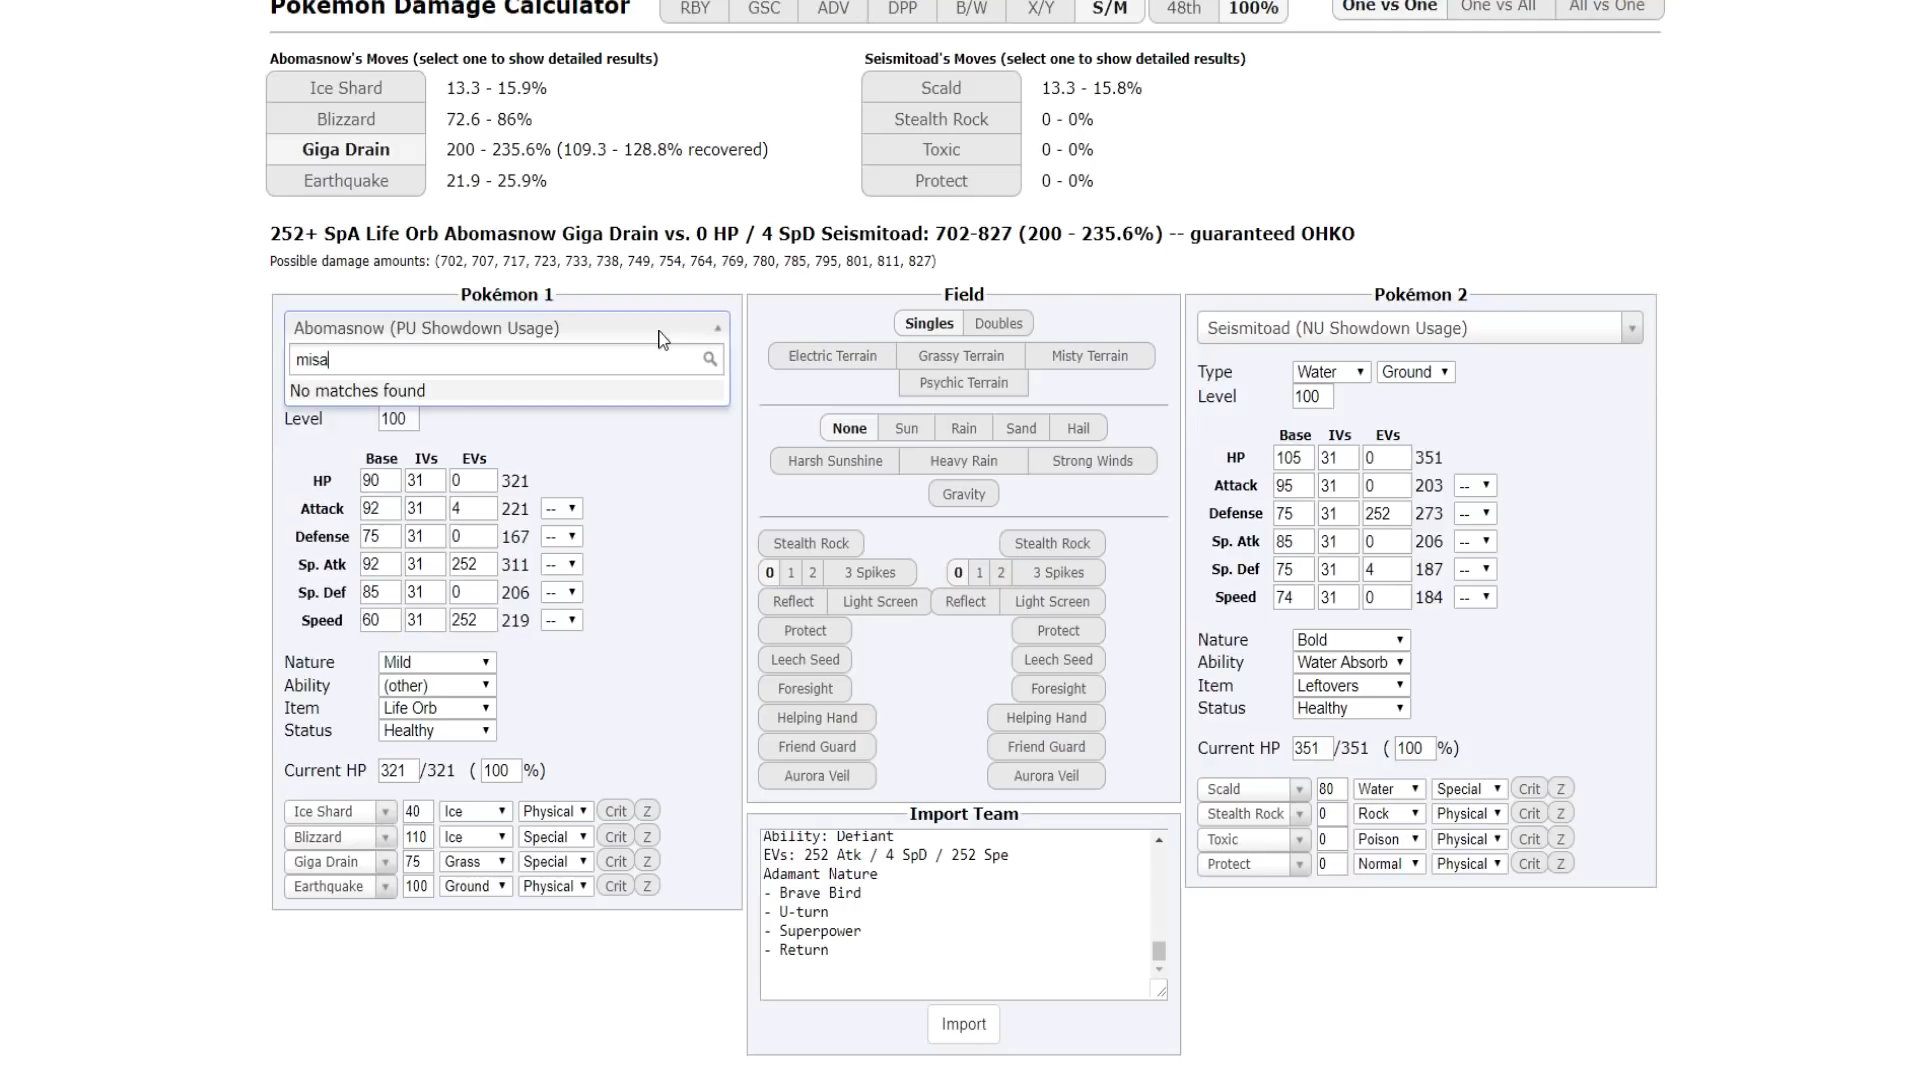 Pokémon Damage Calculator
RBY GSC ADV DPP B/W X/Y S/M 48th 100% One vs One One vs All All vs One
Abomasnow's Moves (select one to show detailed results)
Ice Shard 13.3 - 15.9%
Blizzard 72.6 - 86%
Giga Drain 200 - 235.6% (109.3 - 128.8% recovered)
Earthquake 21.9 - 25.9%
Seismitoad's Moves (select one to show detailed results)
Scald 13.3 - 15.8%
Stealth Rock 0 - 0%
Toxic 0 - 0%
Protect 0 - 0%
252+ SpA Life Orb Abomasnow Giga Drain vs. 0 HP / 4 SpD Seismitoad: 702-827 (200 - 235.6%) -- guaranteed OHKO
Possible damage amounts: (702, 707, 717, 723, 733, 738, 749, 754, 764, 769, 780, 785, 795, 801, 811, 827)
Pokémon 1
Abomasnow (PU Showdown Usage)
misa
No matches found
Level 100
Base IVs EVs
HP 90 31 0 321
Attack 92 31 4 221 --
Defense 75 31 0 167 --
Sp. Atk 92 31 252 311 --
Sp. Def 85 31 0 206 --
Speed 60 31 252 219 --
Nature Mild
Ability (other)
Item Life Orb
Status Healthy
Current HP 321 /321 ( 100 %)
Ice Shard 40 Ice Physical Crit Z
Blizzard 110 Ice Special Crit Z
Giga Drain 75 Grass Special Crit Z
Earthquake 100 Ground Physical Crit Z
Field
Singles Doubles
Electric Terrain Grassy Terrain Misty Terrain
Psychic Terrain
None Sun Rain Sand Hail
Harsh Sunshine Heavy Rain Strong Winds
Gravity
Stealth Rock Stealth Rock
0 1 2 3 Spikes 0 1 2 3 Spikes
Reflect Light Screen Reflect Light Screen
Protect Protect
Leech Seed Leech Seed
Foresight Foresight
Helping Hand Helping Hand
Friend Guard Friend Guard
Aurora Veil Aurora Veil
Import Team
Ability: Defiant
EVs: 252 Atk / 4 SpD / 252 Spe
Adamant Nature
- Brave Bird
- U-turn
- Superpower
- Return
Import
Pokémon 2
Seismitoad (NU Showdown Usage)
Type Water Ground
Level 100
Base IVs EVs
HP 105 31 0 351
Attack 95 31 0 203 --
Defense 75 31 252 273 --
Sp. Atk 85 31 0 206 --
Sp. Def 75 31 4 187 --
Speed 74 31 0 184 --
Nature Bold
Ability Water Absorb
Item Leftovers
Status Healthy
Current HP 351 /351 ( 100 %)
Scald 80 Water Special Crit Z
Stealth Rock 0 Rock Physical Crit Z
Toxic 0 Poison Physical Crit Z
Protect 0 Normal Physical Crit Z